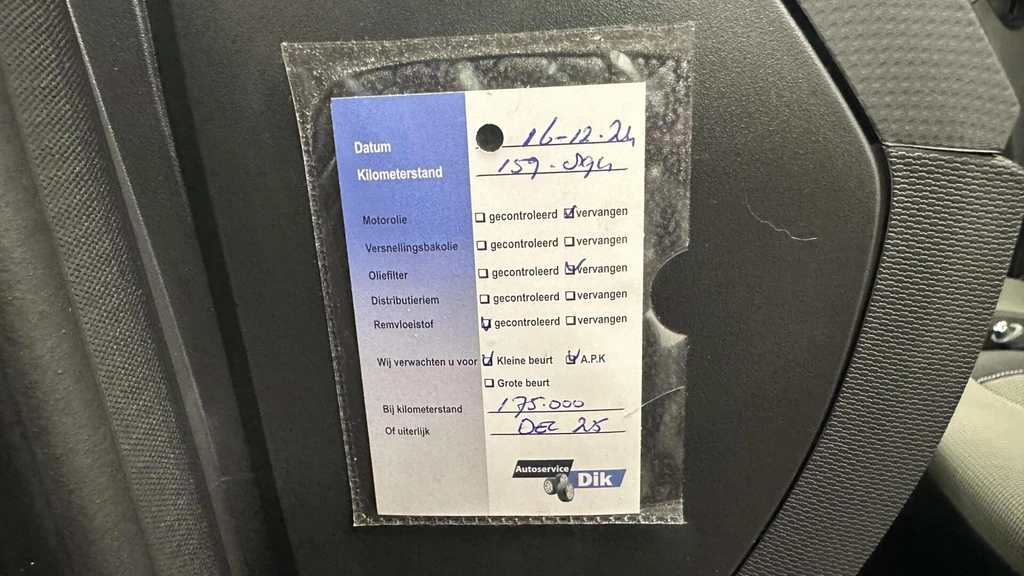 Datum 16-12-24
Kilometerstand 159.
Motorolie gecontroleerd vervangen
Versnellingsbakolie gecontroleerd vervangen
Oliefilter gecontroleerd vervangen
Distributieriem gecontroleerd vervangen
Remvloeistof gecontroleerd vervangen
Wij verwachten u voor Kleine beurt A.P.K
Grote beurt
Bij kilometerstand 175.000
Of uiterlijk DEC 25
Autoservice
Dik